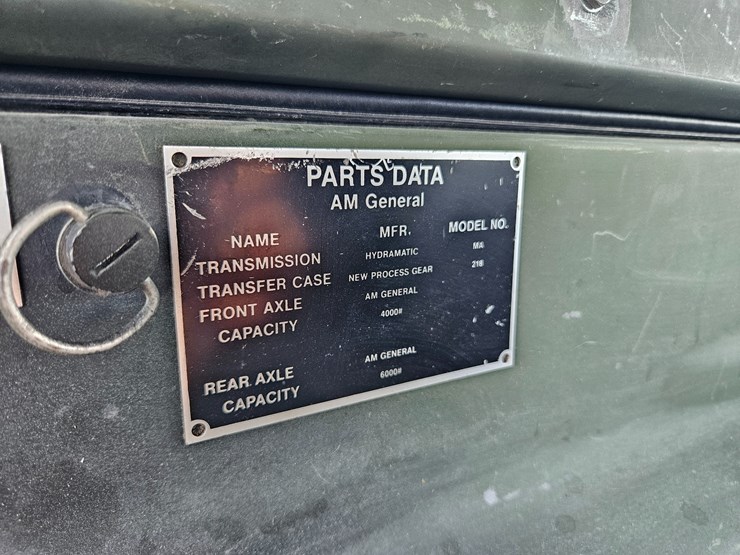 PARTS DATA
AM General
NAME MFR. MODEL NO.
TRANSMISSION HYDRAMATIC
TRANSFER CASE NEW PROCESS GEAR 218
FRONT AXLE AM GENERAL
CAPACITY 4000#
REAR AXLE AM GENERAL
CAPACITY 6000#